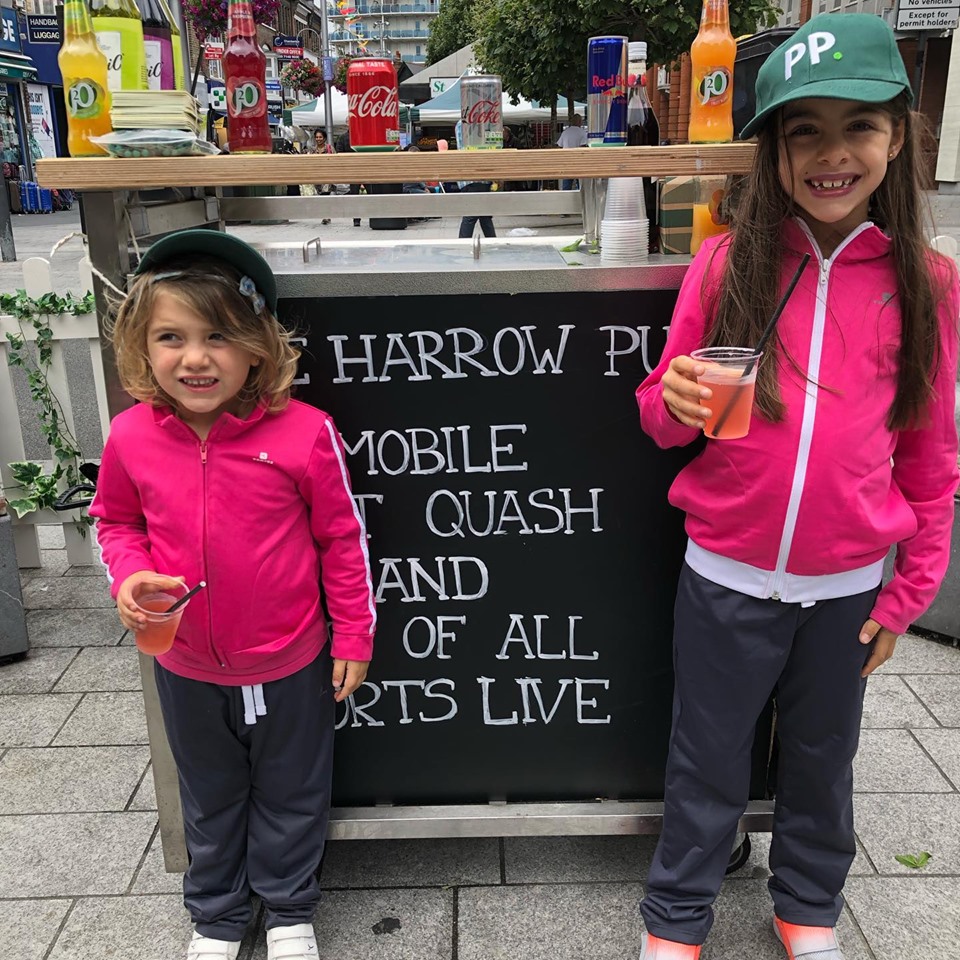 HANDBAG
LUGGAGE
No vehicles
Except for
permit holders
PP.
J2O
J2O
Coca-Cola
Coke
Red Bull
J2O
E HARROW PU
MOBILE
T QUASH
AND
OF ALL
ORTS LIVE